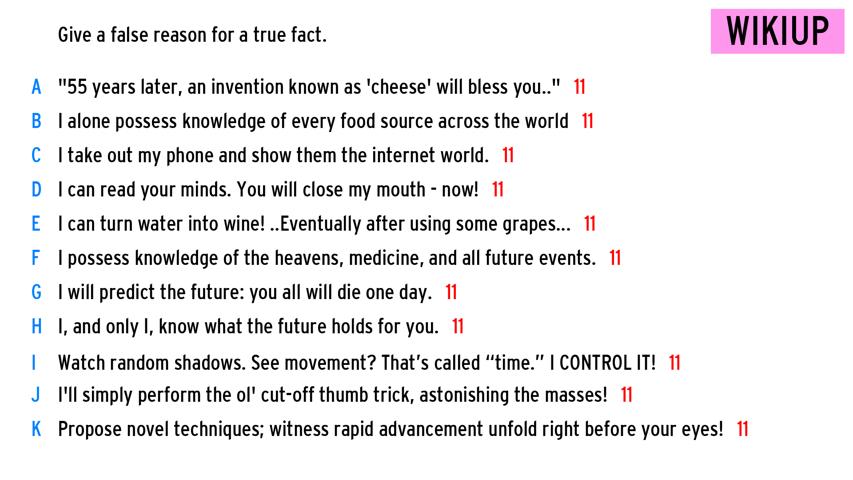 Give a false reason for a true fact.
WIKIUP
A "55 years later, an invention known as 'cheese' will bless you.." 11
B I alone possess knowledge of every food source across the world 11
C I take out my phone and show them the internet world. 11
D I can read your minds. You will close my mouth - now! 11
E I can turn water into wine! ..Eventually after using some grapes... 11
F I possess knowledge of the heavens, medicine, and all future events. 11
G I will predict the future: you all will die one day. 11
H I, and only I, know what the future holds for you. 11
I Watch random shadows. See movement? That’s called “time.” I CONTROL IT! 11
J I'll simply perform the ol' cut-off thumb trick, astonishing the masses! 11
K Propose novel techniques; witness rapid advancement unfold right before your eyes! 11